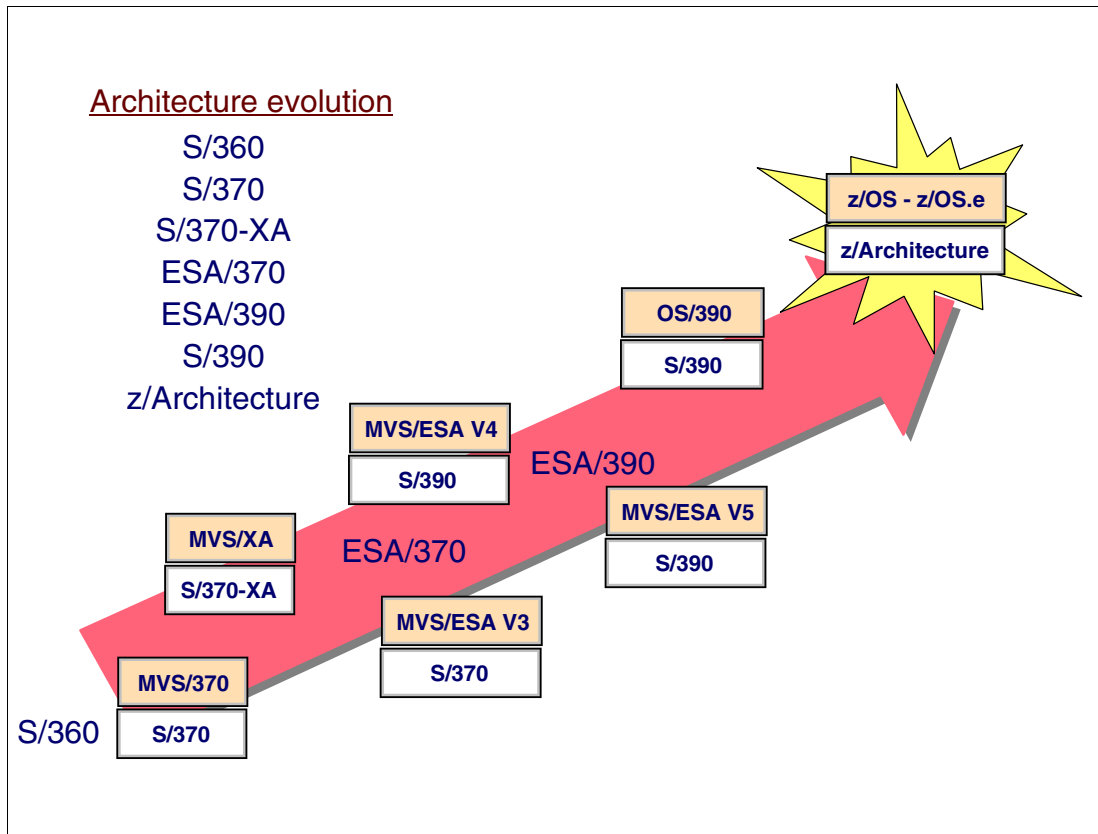 Architecture evolution
S/360
S/370
S/370-XA
ESA/370
ESA/390
S/390
z/Architecture
z/OS - z/OS.e
z/Architecture
OS/390
S/390
MVS/ESA V4
S/390
ESA/390
MVS/ESA V5
S/390
MVS/XA
S/370-XA
ESA/370
MVS/ESA V3
S/370
MVS/370
S/370
S/360